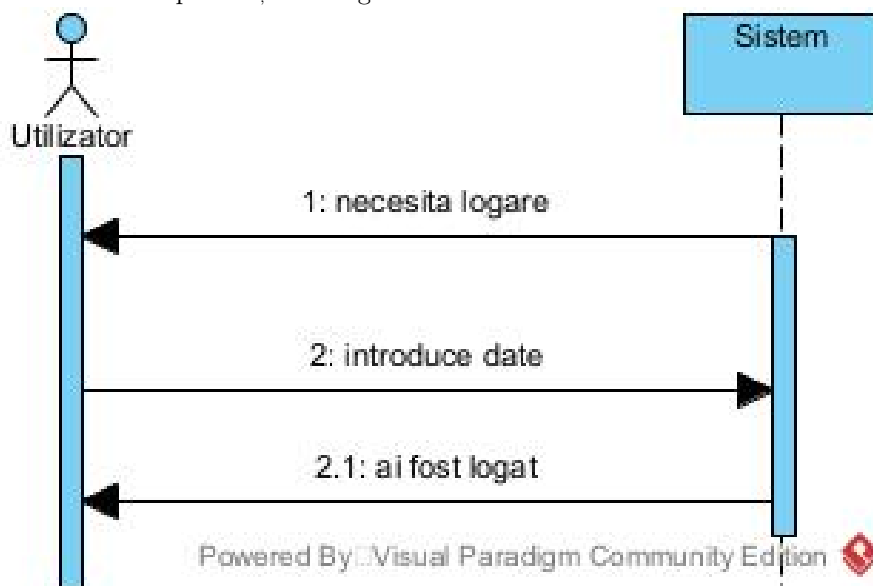 Sistem
Utilizator
1: necesita logare
2: introduce date
2.1: ai fost logat
Powered By Visual Paradigm Community Edition